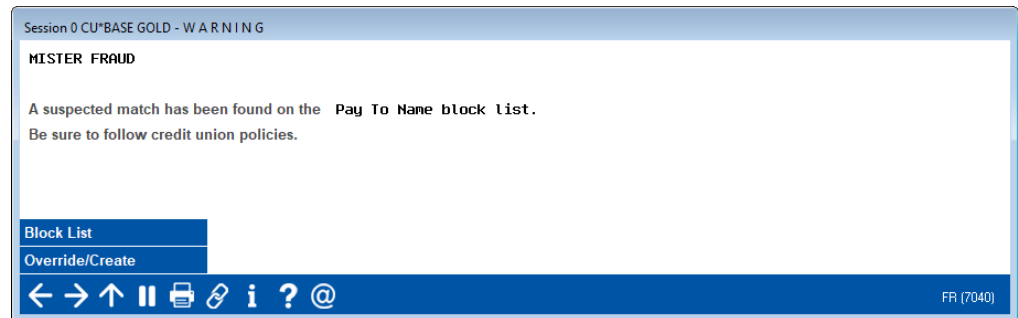 Session 0 CU*BASE GOLD - W A R N I N G
MISTER FRAUD
A suspected match has been found on the Pay To Name block list.
Be sure to follow credit union policies.
Block List
Override/Create
i ? @
FR (7040)